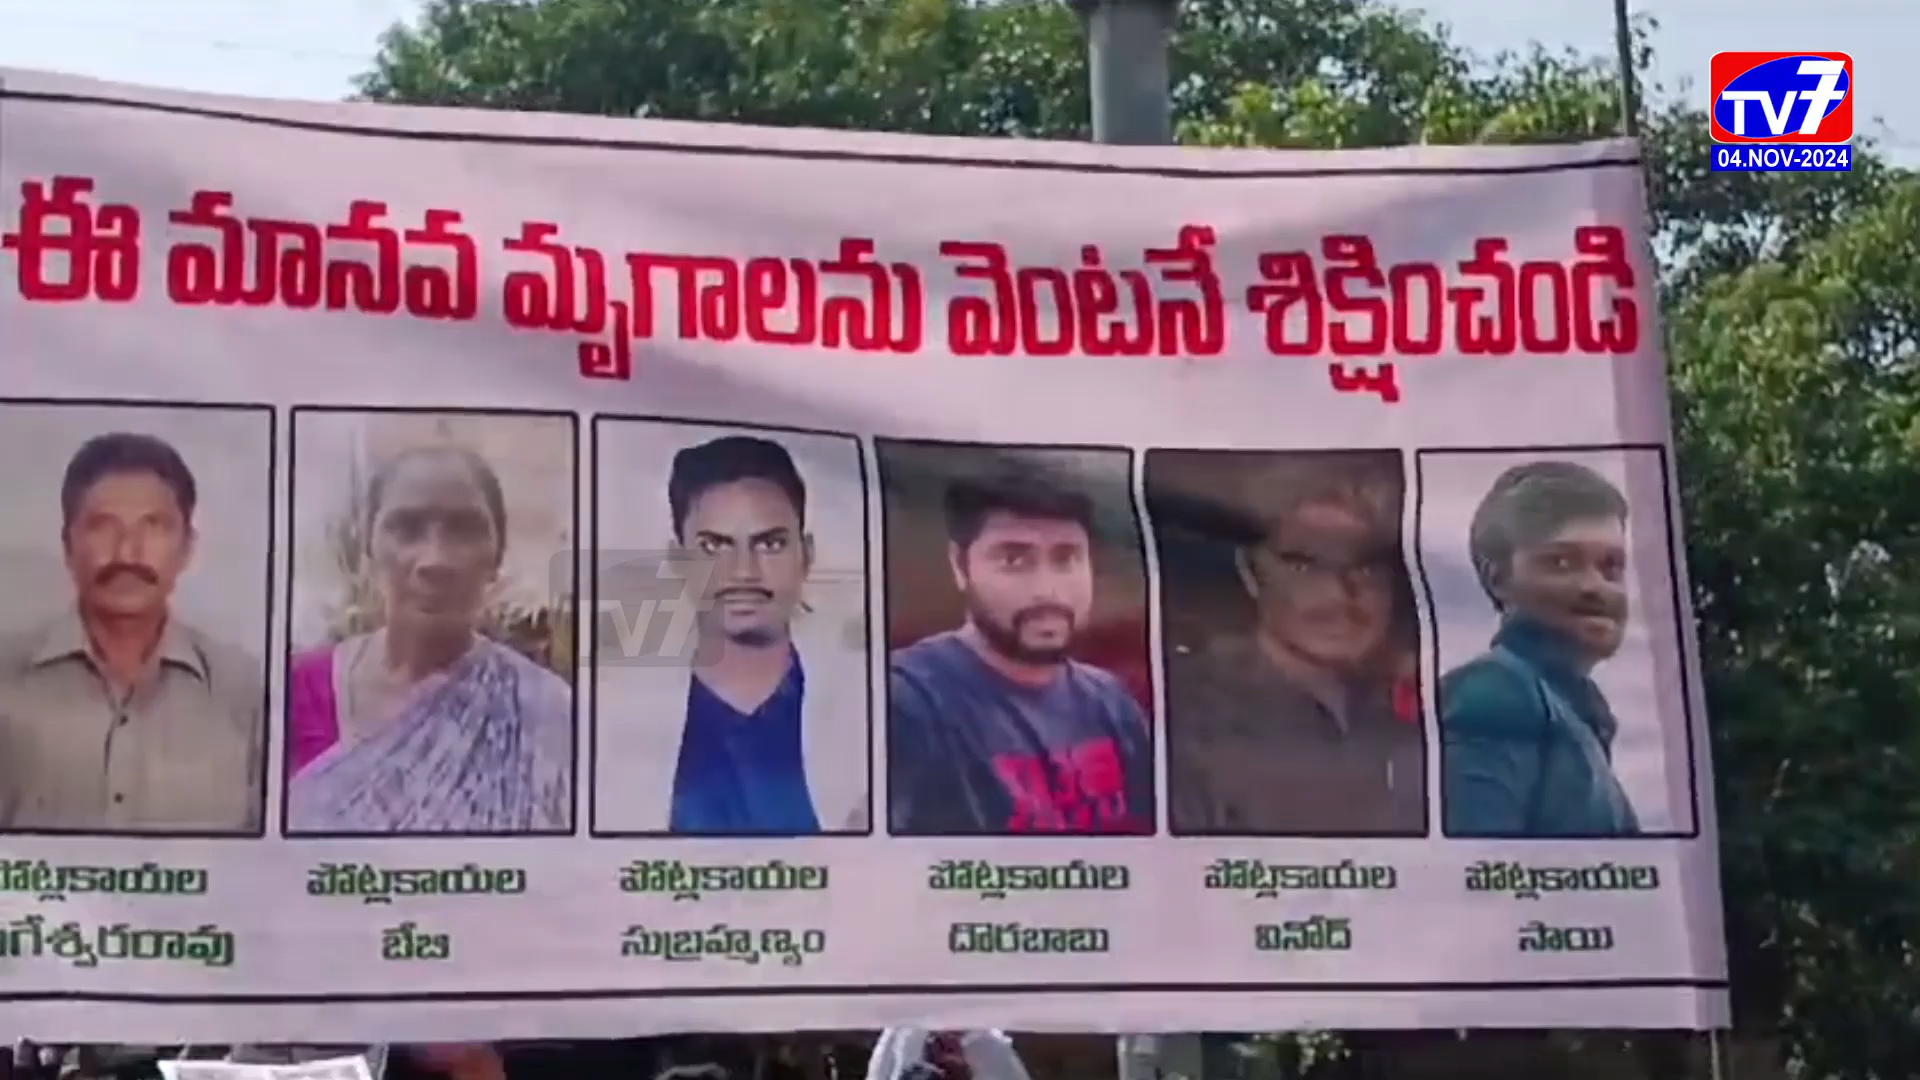 TV7
04.NOV-2024
ఈ మానవ మృగాలను వెంటనే శిక్షించండి
పోట్లకాయల పోట్లకాయల పోట్లకాయల పోట్లకాయల పోట్లకాయల
బేబి సుబ్రహ్మణ్యం దొరబాబు వినోద్ సాయి
TV7